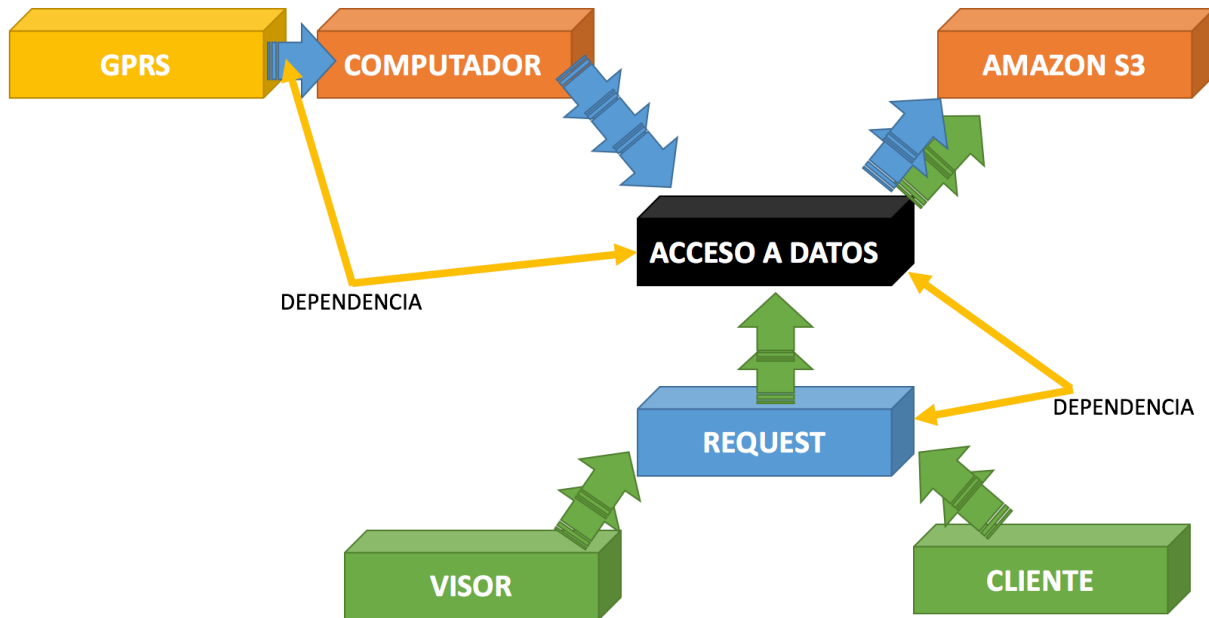 GPRS
COMPUTADOR
AMAZON S3
ACCESO A DATOS
DEPENDENCIA
DEPENDENCIA
REQUEST
VISOR
CLIENTE